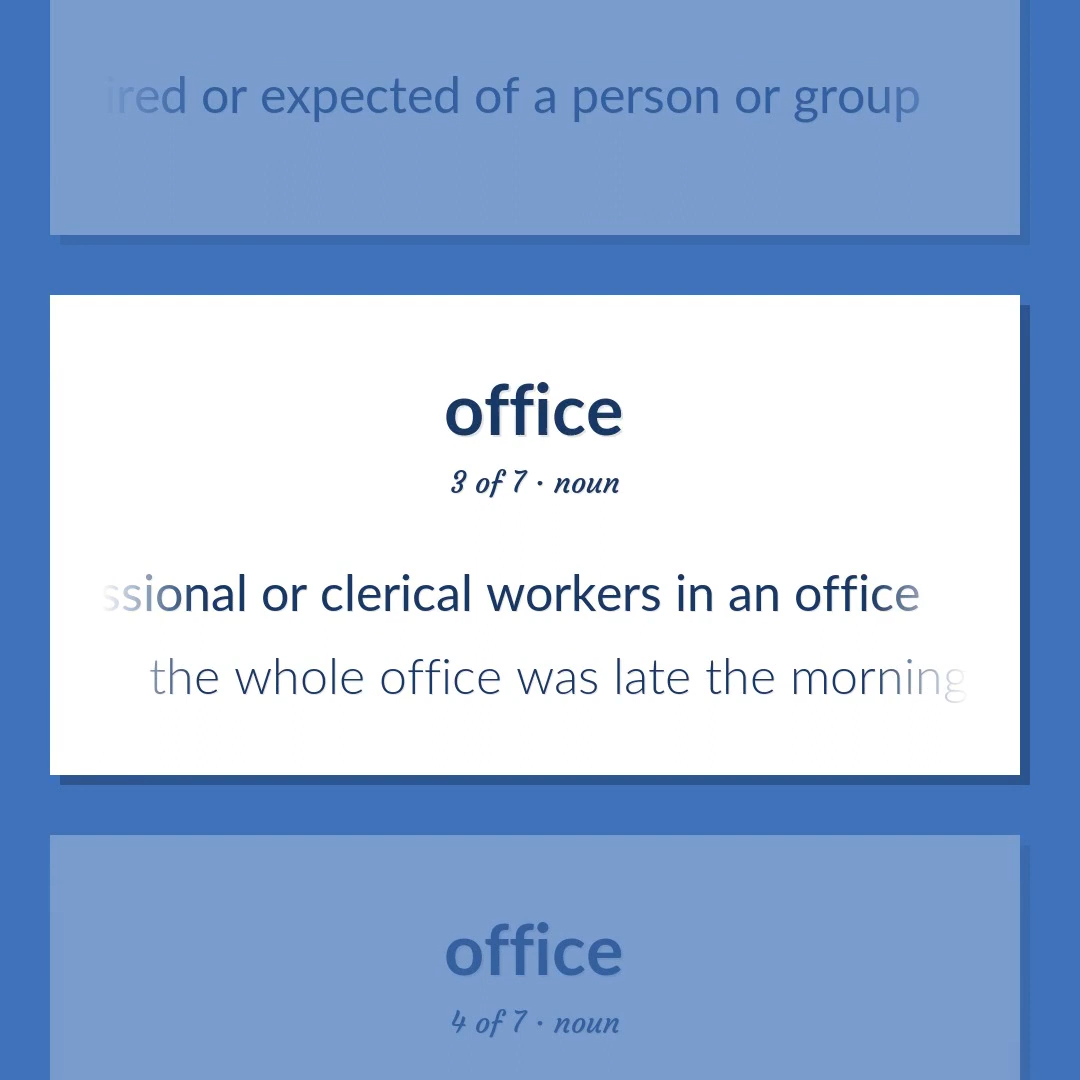 ired or expected of a person or group
office
3 of 7 · noun
ssional or clerical workers in an office
the whole office was late the morning
office
4 of 7 · noun